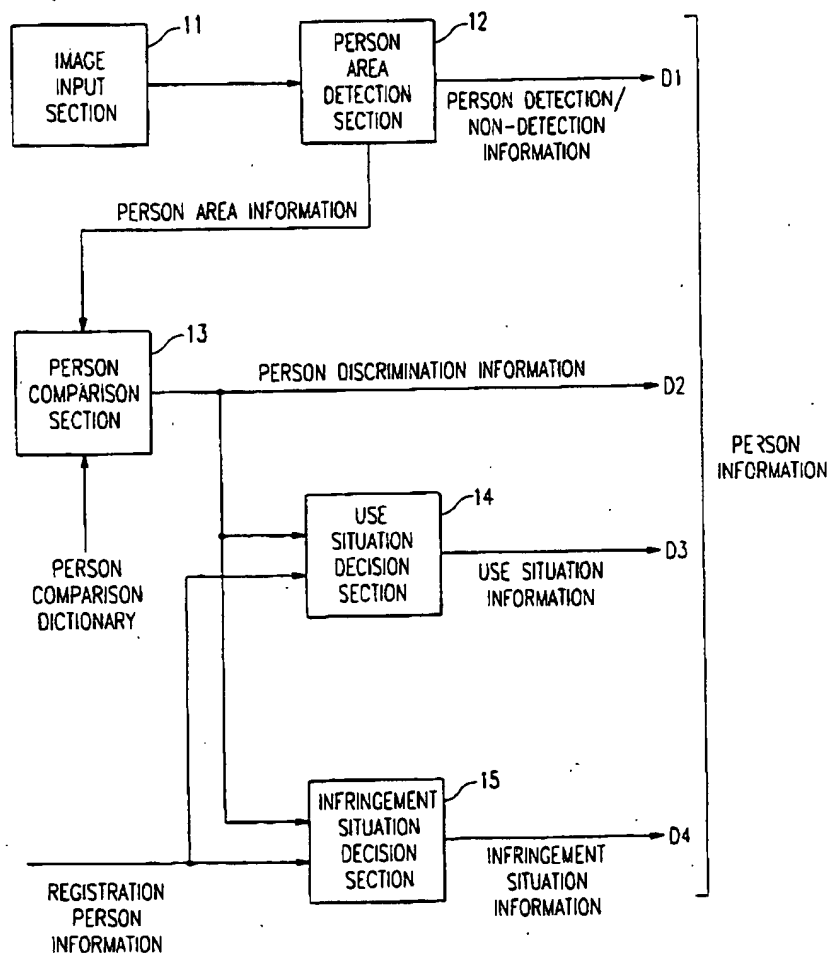 11
IMAGE
INPUT
SECTION
12
PERSON
AREA
DETECTION
SECTION
D1
PERSON DETECTION/
NON-DETECTION
INFORMATION
PERSON AREA INFORMATION
13
PERSON
COMPARISON
SECTION
PERSON DISCRIMINATION INFORMATION
D2
PERSON
INFORMATION
14
USE
SITUATION
DECISION
SECTION
D3
USE SITUATION
INFORMATION
PERSON
COMPARISON
DICTIONARY
15
INFRINGEMENT
SITUATION
DECISION
SECTION
D4
INFRINGEMENT
SITUATION
INFORMATION
REGISTRATION
PERSON
INFORMATION